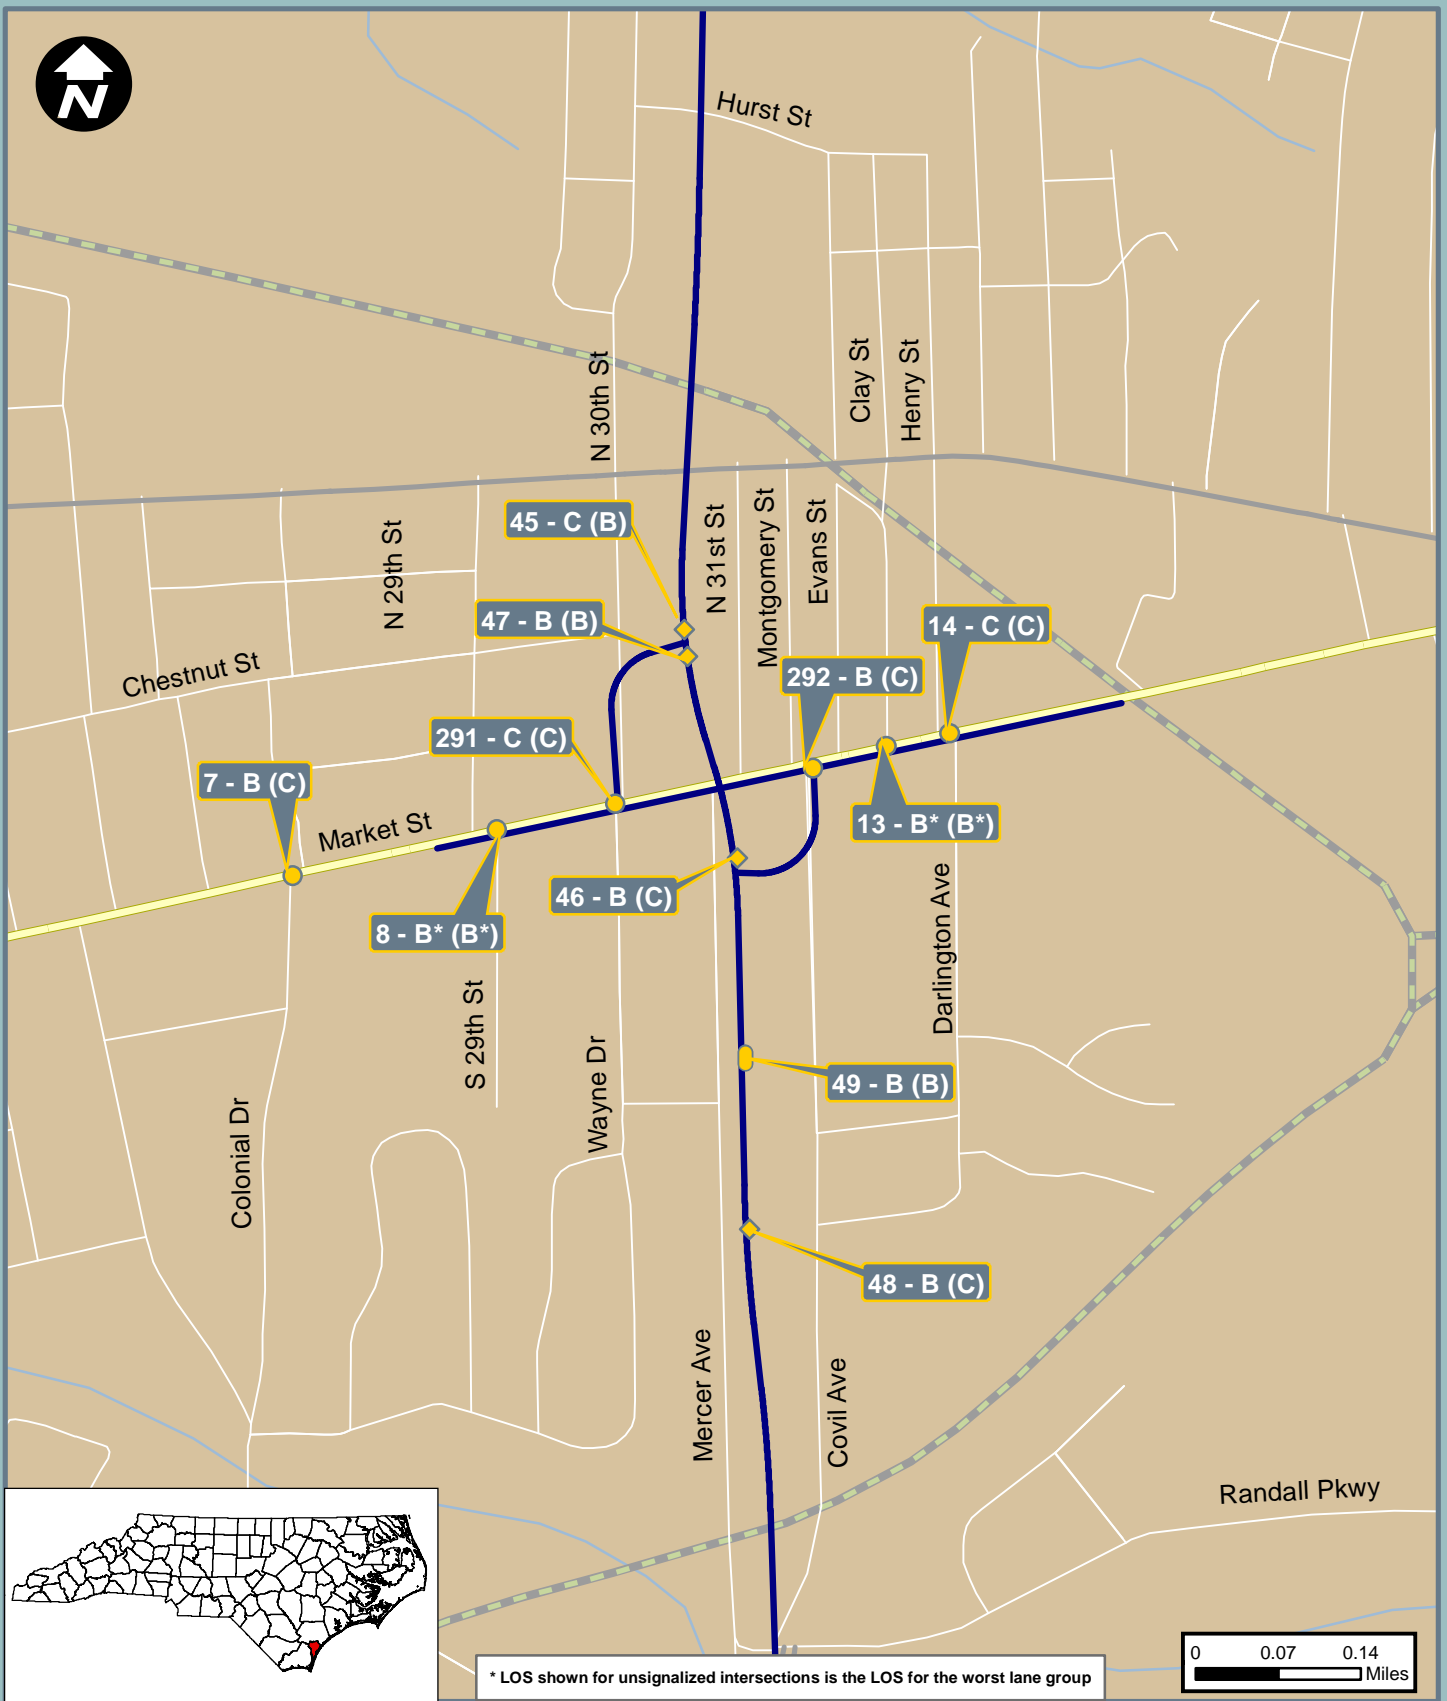 N
Hurst St
N 30th St
Clay St
Henry St
45 - C (B)
N 29th St
N 31st St
Montgomery St
Evans St
47 - B (B)
14 - C (C)
Chestnut St
292 - B (C)
291 - C (C)
7 - B (C)
Market St
13 - B* (B*)
46 - B (C)
8 - B* (B*)
Darlington Ave
S 29th St
Wayne Dr
49 - B (B)
Colonial Dr
48 - B (C)
Mercer Ave
Covil Ave
Randall Pkwy
0 0.07 0.14
Miles
* LOS shown for unsignalized intersections is the LOS for the worst lane group